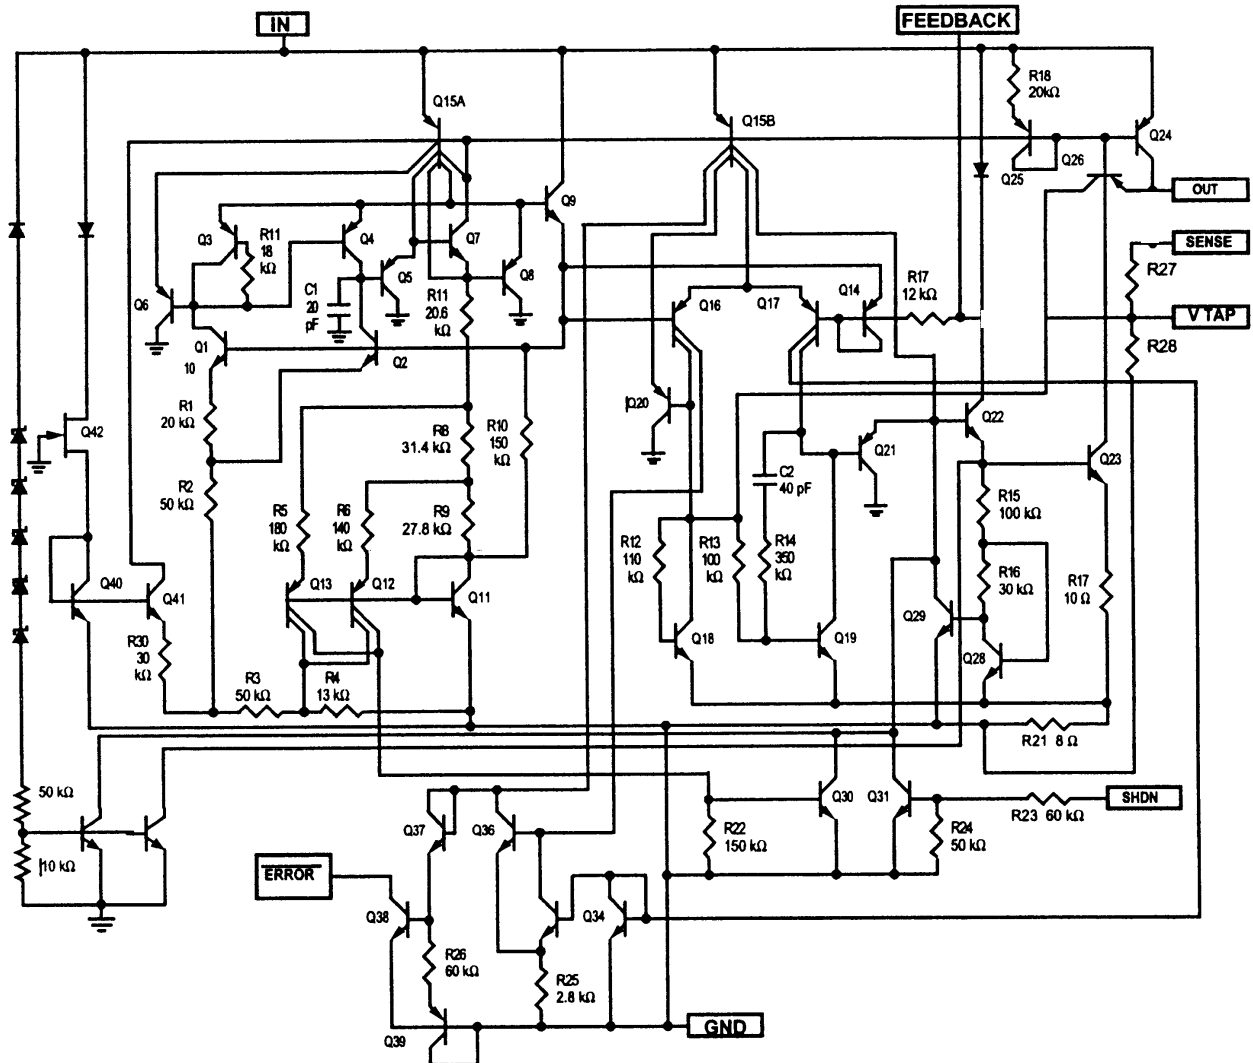 IN
FEEDBACK
R18
20kΩ
Q15A
Q15B
Q24
Q26
Q25
OUT
Q9
Q3
R11
18
kΩ
Q4
Q7
SENSE
R27
Q5
Q8
Q6
C1
20
pF
R11
20.6
kΩ
Q16
Q17
Q14
R17
12 kΩ
V TAP
Q1
10
Q2
R28
Q20
R1
20 kΩ
Q42
R8
31.4 kΩ
R10
150
kΩ
Q22
Q21
Q23
C2
40 pF
R2
50 kΩ
R5
180
kΩ
R6
140
kΩ
R9
27.8 kΩ
R15
100 kΩ
R12
110
kΩ
R13
100
kΩ
R14
350
kΩ
R16
30 kΩ
R17
10 Ω
Q40
Q41
Q13
Q12
Q11
Q29
Q18
Q19
Q28
R30
30
kΩ
R3
50 kΩ
R4
13 kΩ
R21 8 Ω
50 kΩ
Q30
Q31
SHDN
R23 60 kΩ
Q37
Q36
R22
150 kΩ
R24
50 kΩ
10 kΩ
ERROR
Q38
Q34
R26
60 kΩ
R25
2.8 kΩ
Q39
GND